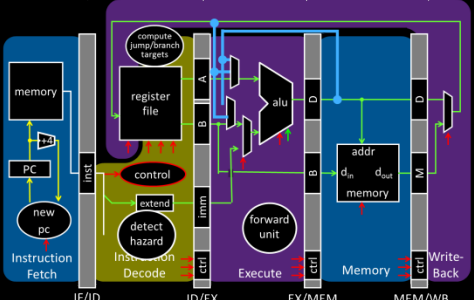 compute
jump/branch
targets
memory
register
file
A
B
alu
D
D
+4
addr
PC
inst
control
B
d_in
d_out
M
extend
memory
imm
new
pc
detect
hazard
forward
unit
Instruction
Fetch
Instruction
Decode
ctrl
Execute
ctrl
Memory
ctrl
Write-
Back
IF/ID
ID/EX
EX/MEM
MEM/WB